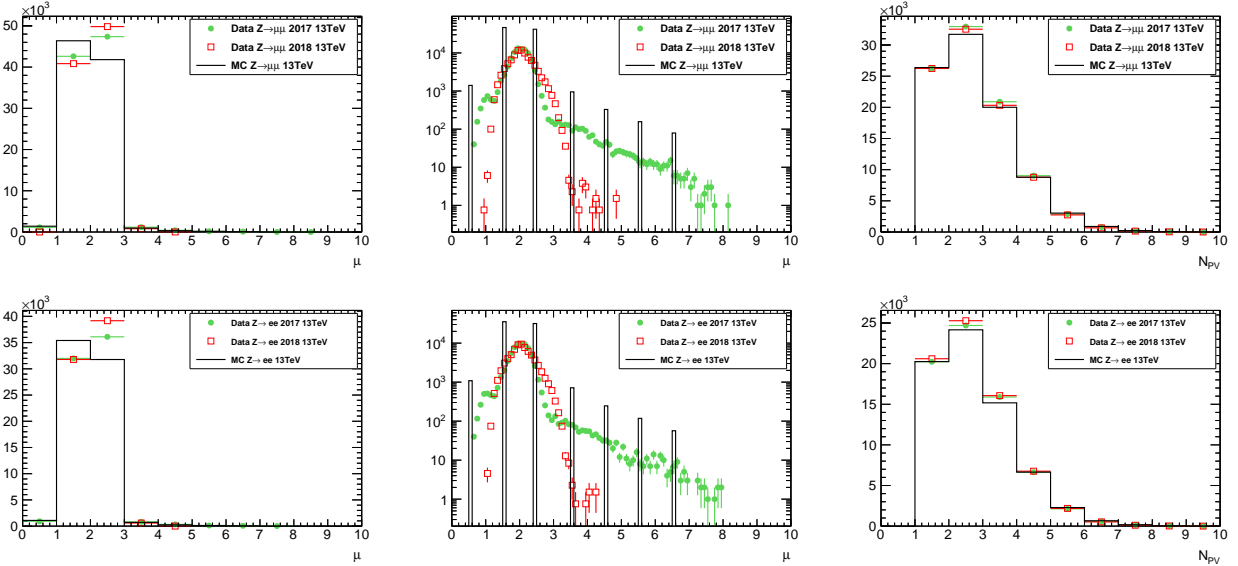 ×10³
50
40
30
20
10
0
0 1 2 3 4 5 6 7 8 9 10
μ
Data Z→μμ 2017 13TeV
Data Z→μμ 2018 13TeV
MC Z→μμ 13TeV
10⁴
10³
10²
10
1
0 1 2 3 4 5 6 7 8 9 10
μ
Data Z→μμ 2017 13TeV
Data Z→μμ 2018 13TeV
MC Z→μμ 13TeV
×10³
30
25
20
15
10
5
0
0 1 2 3 4 5 6 7 8 9 10
N_PV
Data Z→μμ 2017 13TeV
Data Z→μμ 2018 13TeV
MC Z→μμ 13TeV
×10³
40
35
30
25
20
15
10
5
0
0 1 2 3 4 5 6 7 8 9 10
μ
Data Z→ ee 2017 13TeV
Data Z→ ee 2018 13TeV
MC Z→ ee 13TeV
10⁴
10³
10²
10
1
0 1 2 3 4 5 6 7 8 9 10
μ
Data Z→ ee 2017 13TeV
Data Z→ ee 2018 13TeV
MC Z→ ee 13TeV
×10³
25
20
15
10
5
0
0 1 2 3 4 5 6 7 8 9 10
N_PV
Data Z→ ee 2017 13TeV
Data Z→ ee 2018 13TeV
MC Z→ ee 13TeV